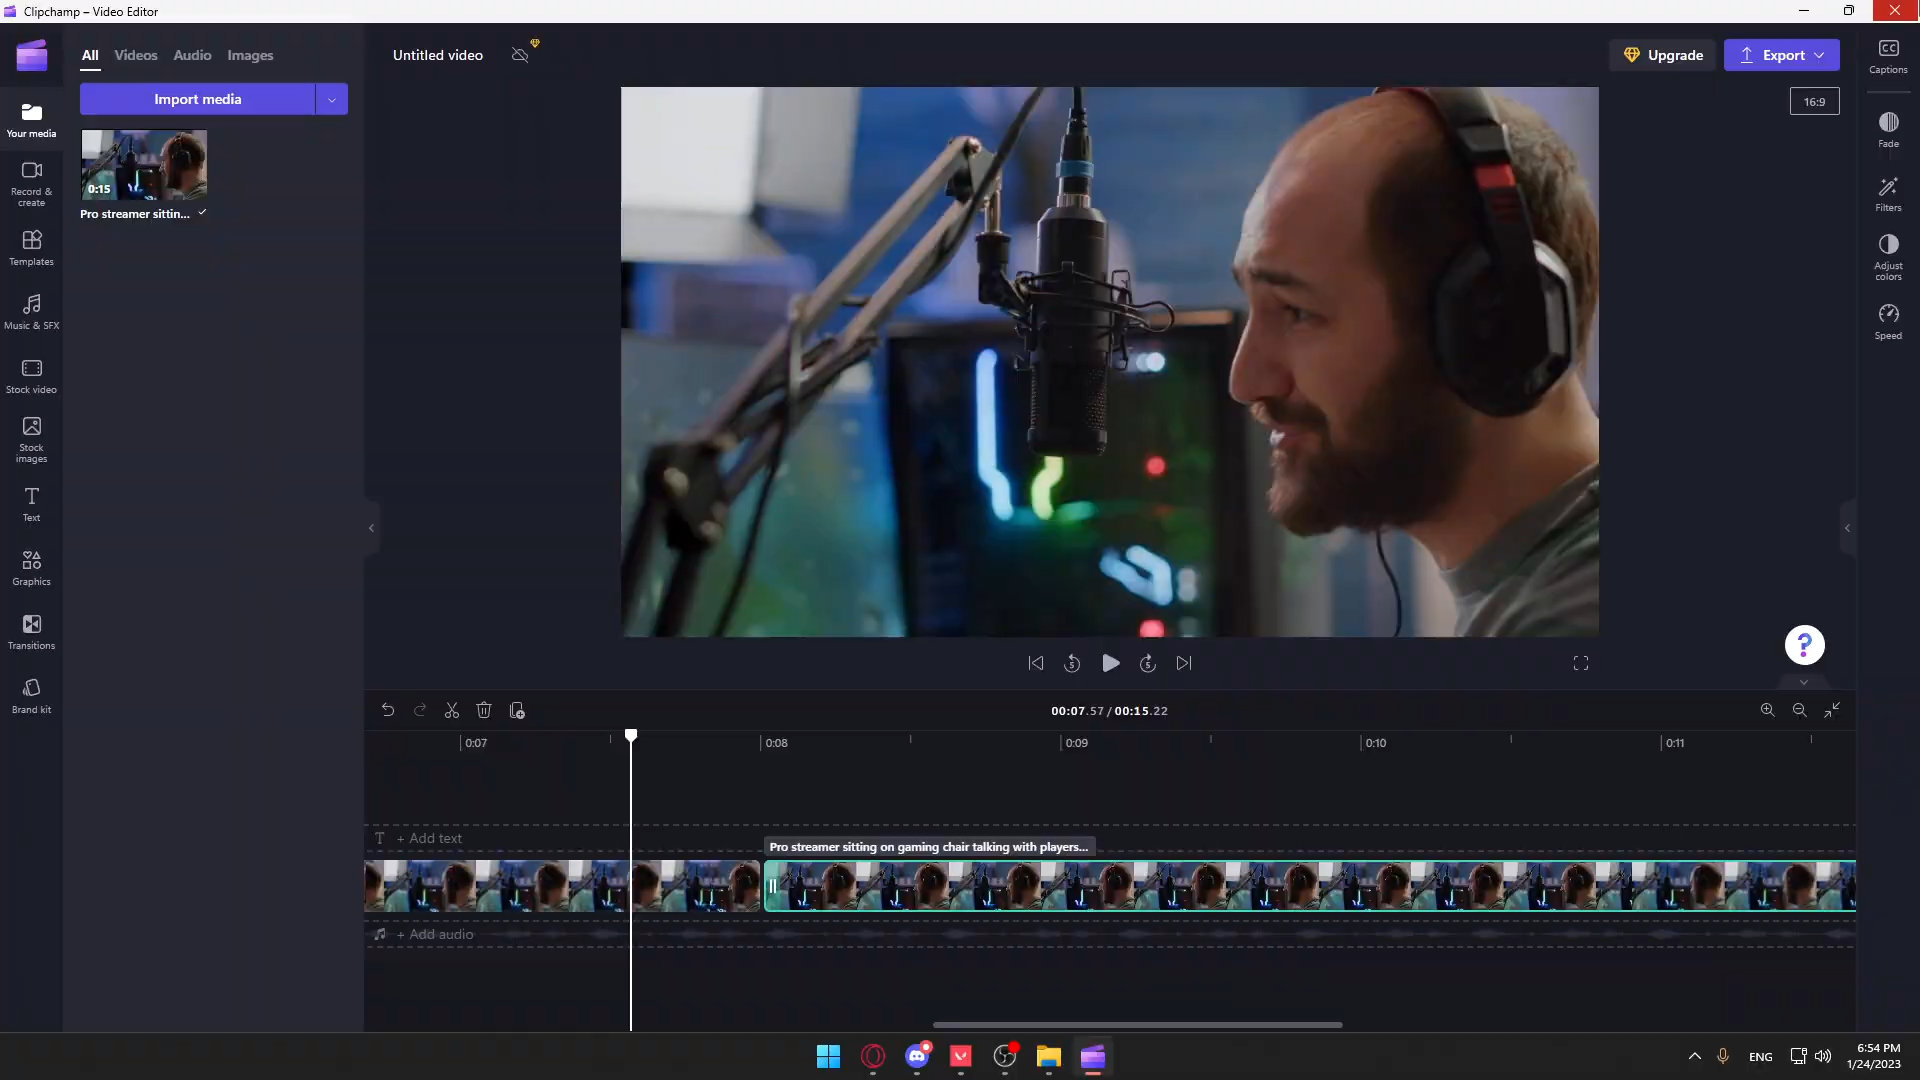 Clipchamp – Video Editor
All Videos Audio Images
Import media
0:15
Pro streamer sittin...
Your media
Record &
create
Templates
Music & SFX
Stock video
Stock
images
Text
Graphics
Transitions
Brand kit
Untitled video
Upgrade
Export
16:9
CC
Captions
Fade
Filters
Adjust
colors
Speed
5
5
?
00:07.57 / 00:15.22
0:07 0:08 0:09 0:10 0:11
T + Add text
Pro streamer sitting on gaming chair talking with players...
+ Add audio
ENG
6:54 PM
1/24/2023